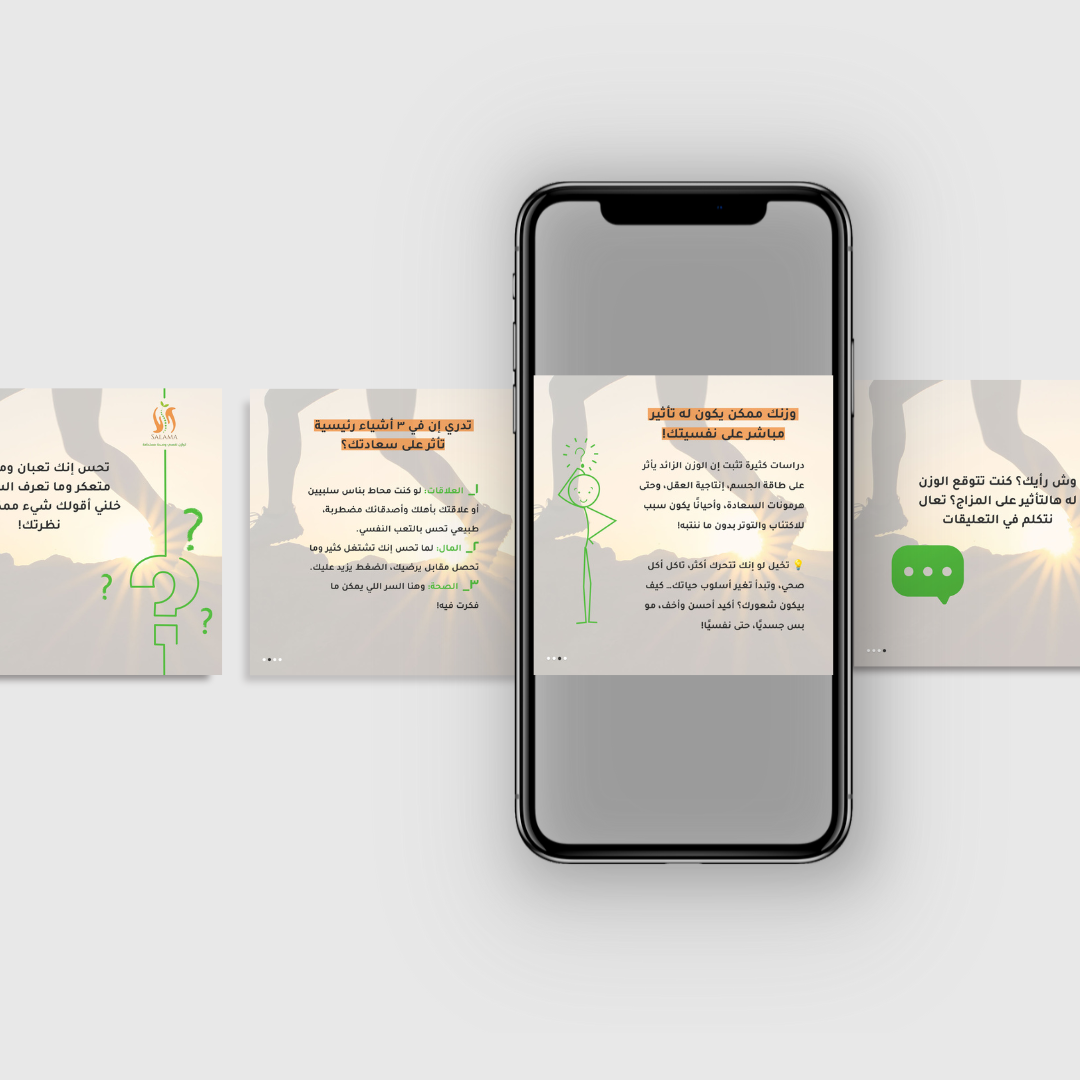 SALAMA
تحس إنك تعبان
متعكر وما تعرف
خلني أقولك شيء
نظرتك!
؟
؟
؟
؟
تدري إن في ٣ أشياء رئيسية
تأثر على سعادتك؟
١_ العلاقات: لو كنت محاط بناس سلبيين
أو علاقتك بأهلك وأصدقائك مضطربة،
طبيعي تحس بالتعب النفسي.
٢_ المال: لما تحس إنك تشتغل كثير وما
تحصل مقابل يرضيك، الضغط يزيد عليك.
٣_ الصحة: وهنا السر اللي يمكن ما
فكرت فيه!
وزنك ممكن يكون له تأثير
مباشر على نفسيتك!
دراسات كثيرة تثبت إن الوزن الزائد يأثر
على طاقة الجسم، إنتاجية العقل، وحتى
هرمونات السعادة، وأحيانًا يكون سبب
للاكتئاب والتوتر بدون ما ننتبه!
💡 تخيل لو إنك تتحرك أكثر، تاكل أكل
صحي، وتبدأ تغير أسلوب حياتك... كيف
بيكون شعورك؟ أكيد أحسن وأخف، مو
بس جسديًا، حتى نفسيًا!
وش رأيك؟ كنت تتوقع الوزن
له هالتأثير على المزاج؟ تعال
نتكلم في التعليقات